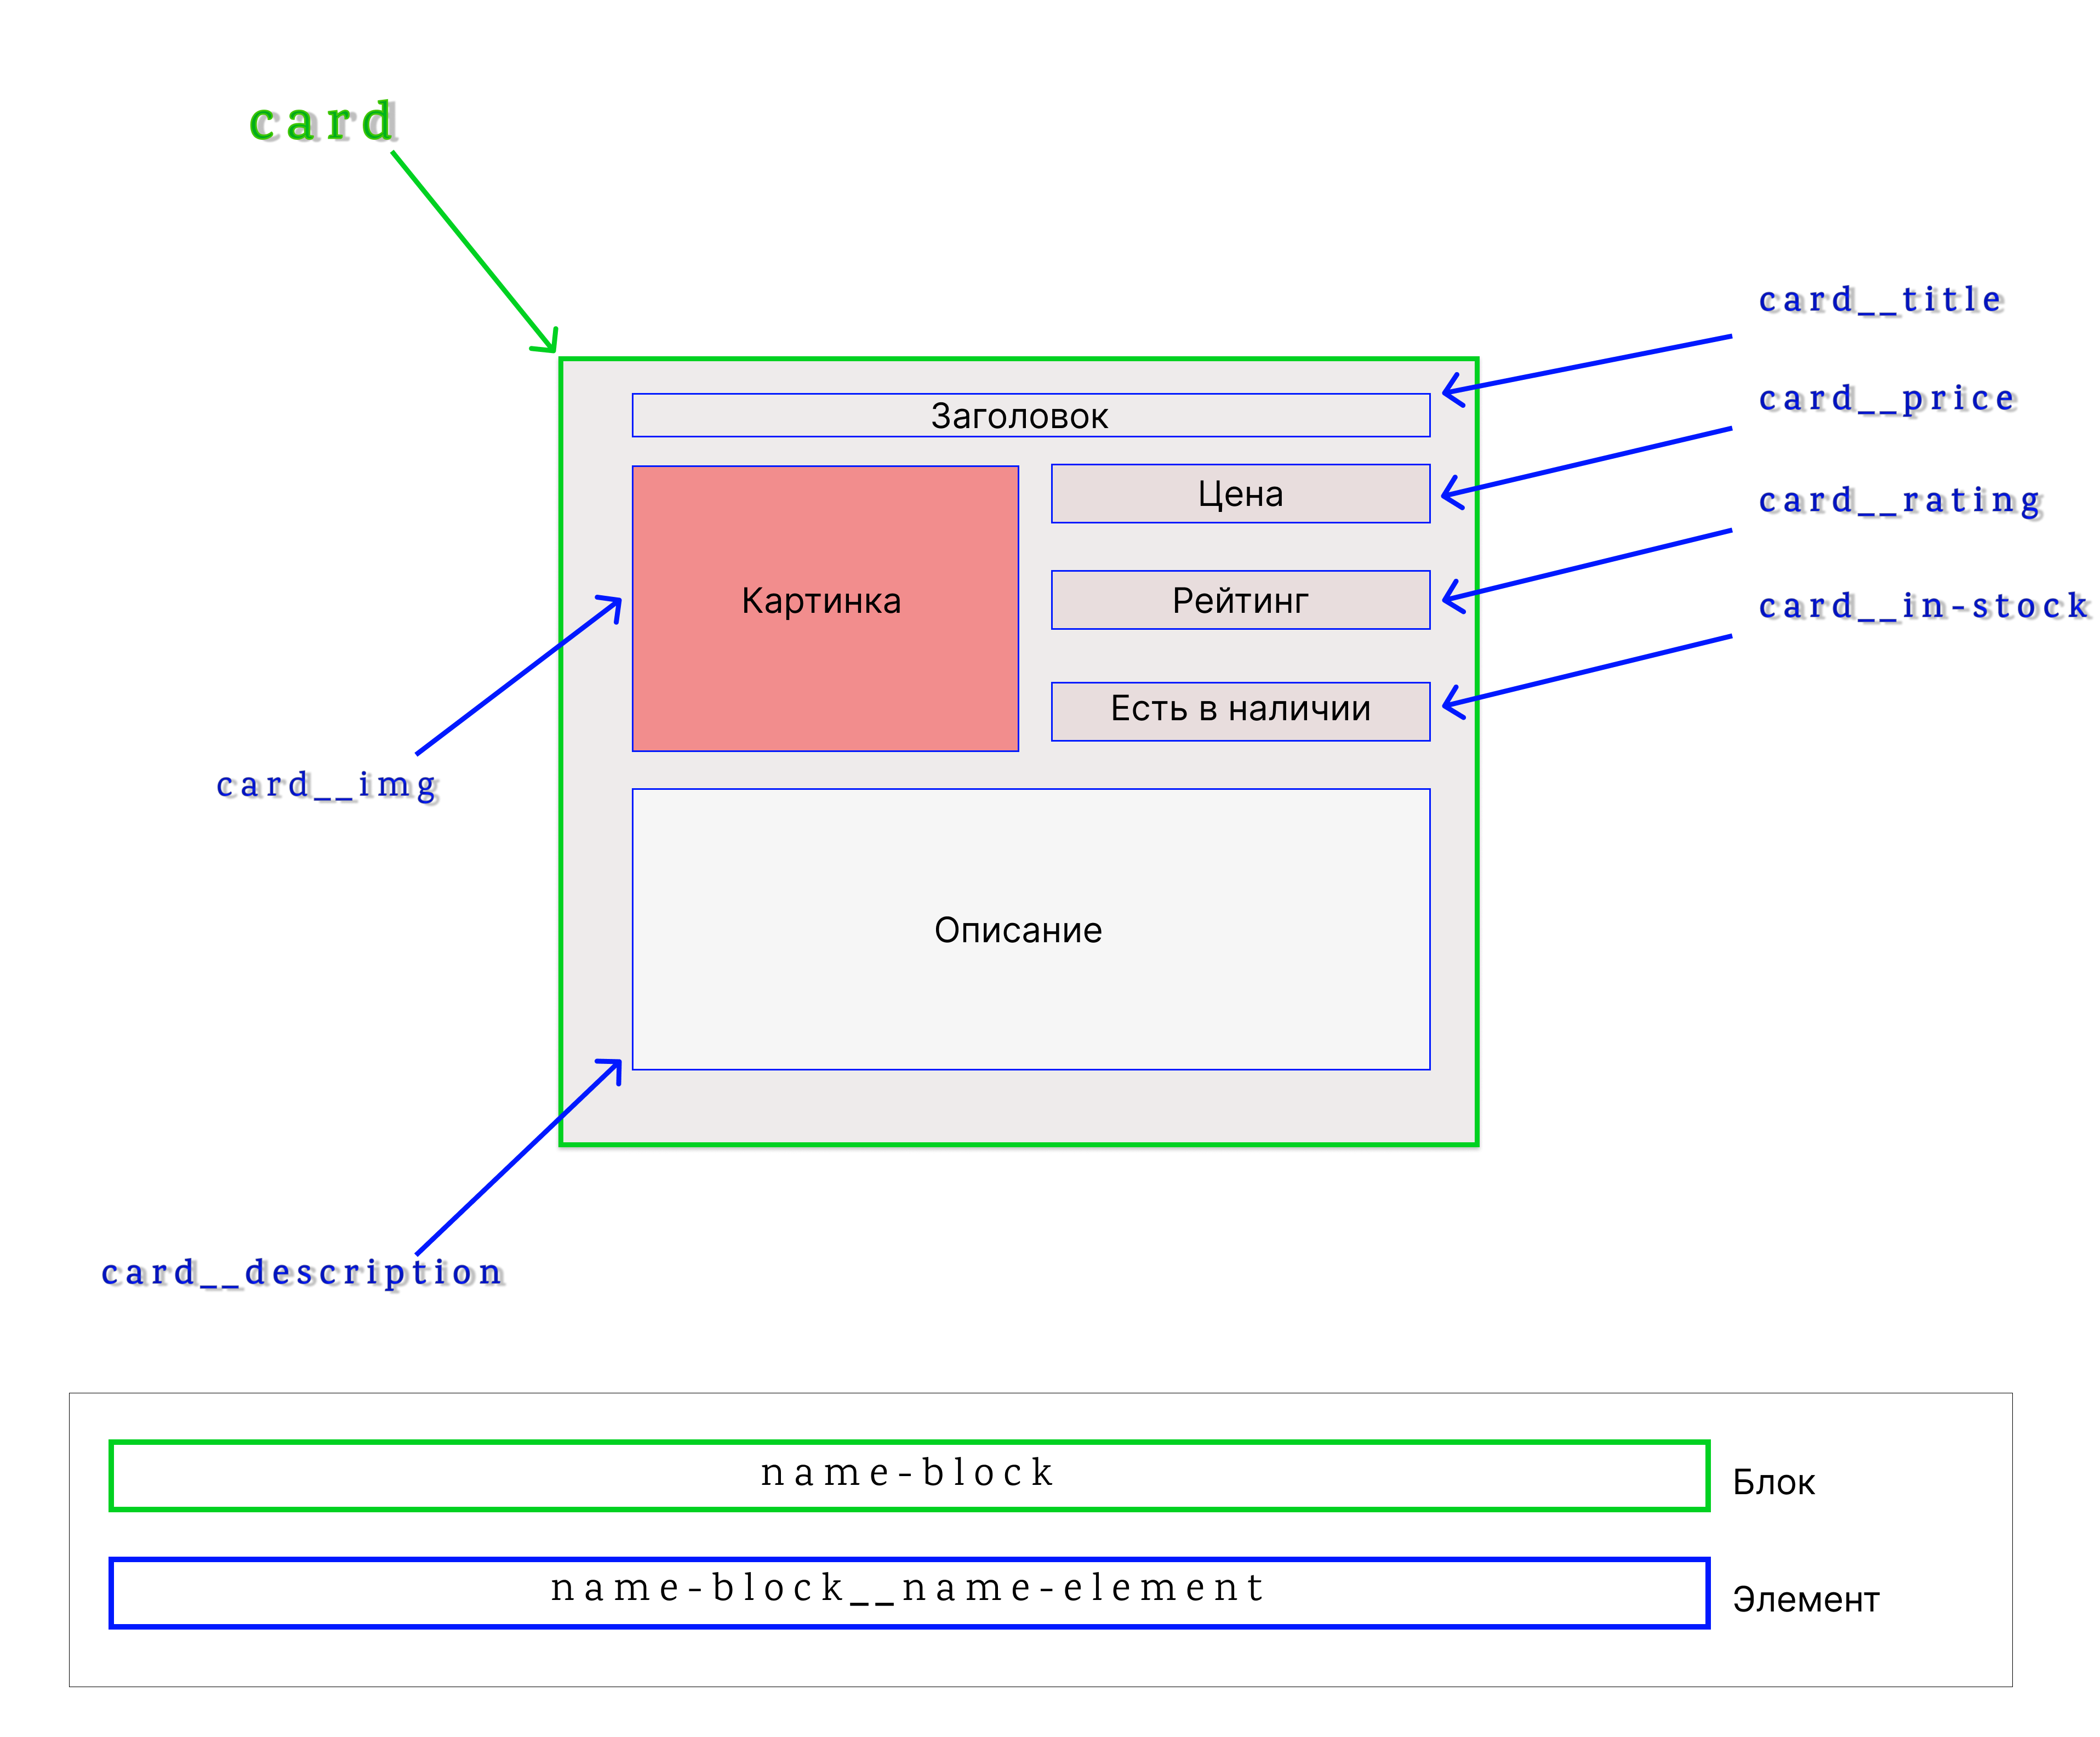 card
card__title
card__price
card__rating
card__in-stock
Заголовок
Цена
Картинка
Рейтинг
Есть в наличии
card__img
Описание
card__description
name-block
Блок
name-block__name-element
Элемент